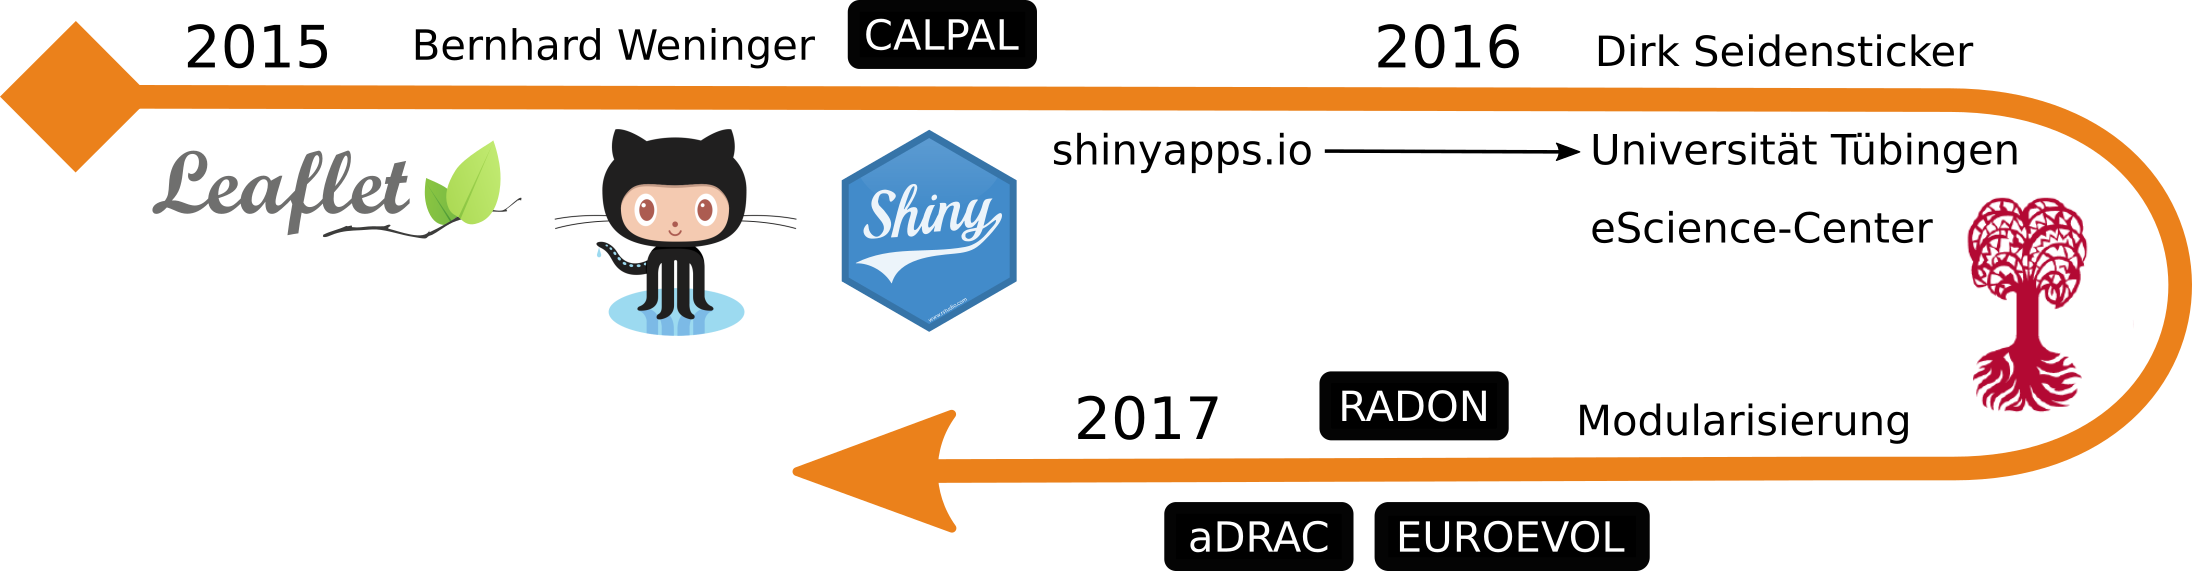 2015 Bernhard Weninger CALPAL 2016 Dirk Seidensticker
Leaflet Shiny shinyapps.io Universität Tübingen
www.rstudio.com eScience-Center
2017 RADON Modularisierung
aDRAC EUROEVOL